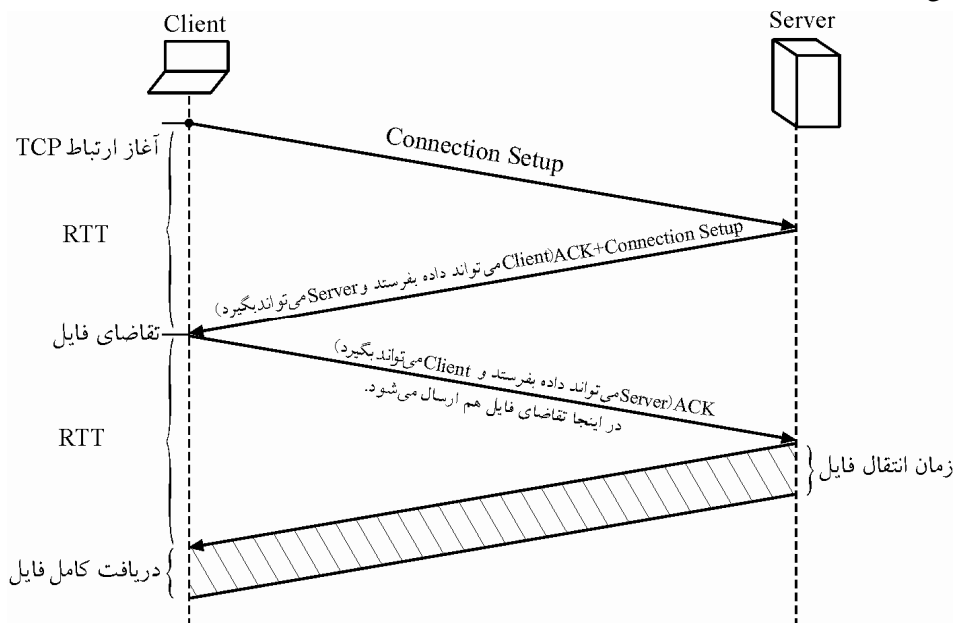 Client
Server
آغاز ارتباط TCP
Connection Setup
RTT
ACK+Connection Setup(Client می‌تواند داده بفرستد و Server می‌تواند بگیرد)
تقاضای فایل
ACK(Server می‌تواند داده بفرستد و Client می‌تواند بگیرد)
در اینجا تقاضای فایل هم ارسال می‌شود.
RTT
زمان انتقال فایل
دریافت کامل فایل